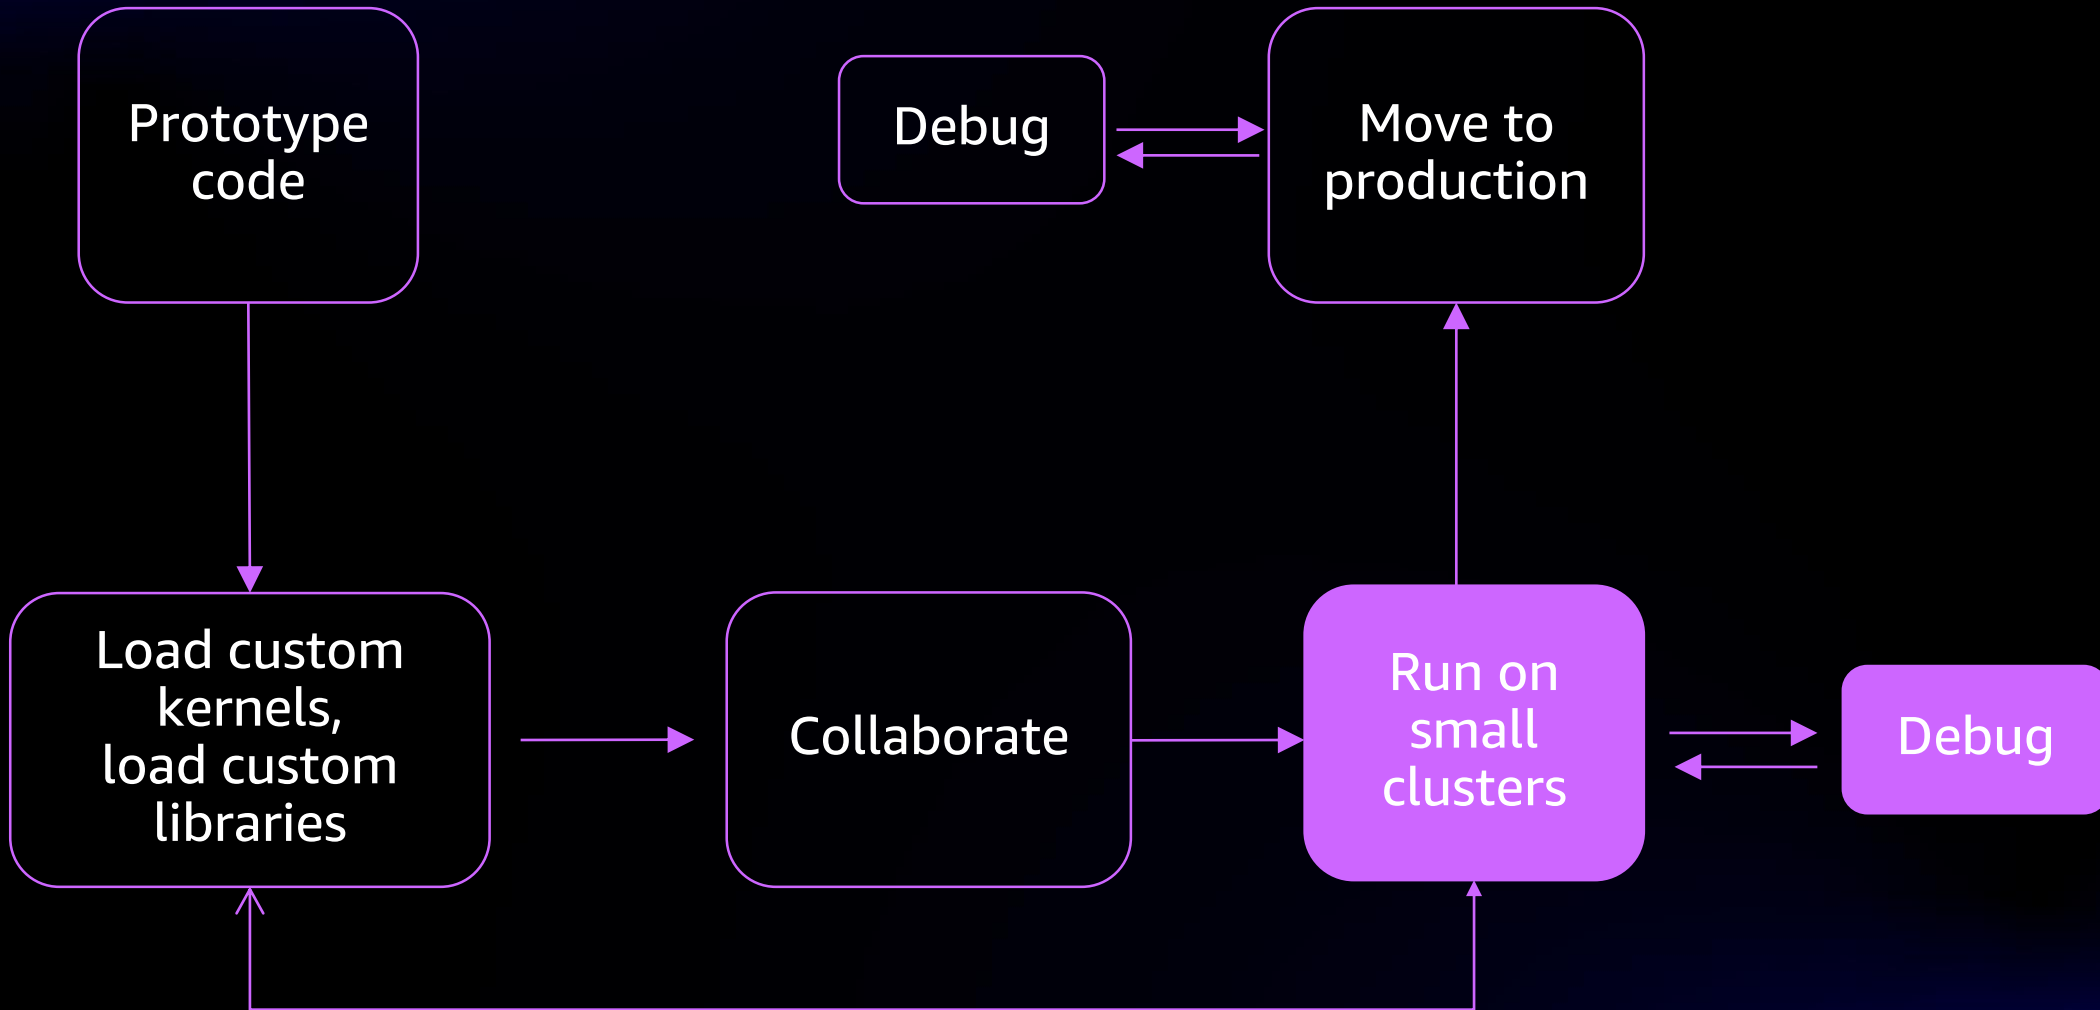 Prototype
code
Debug
Move to
production
Load custom
kernels,
load custom
libraries
Collaborate
Run on
small
clusters
Debug